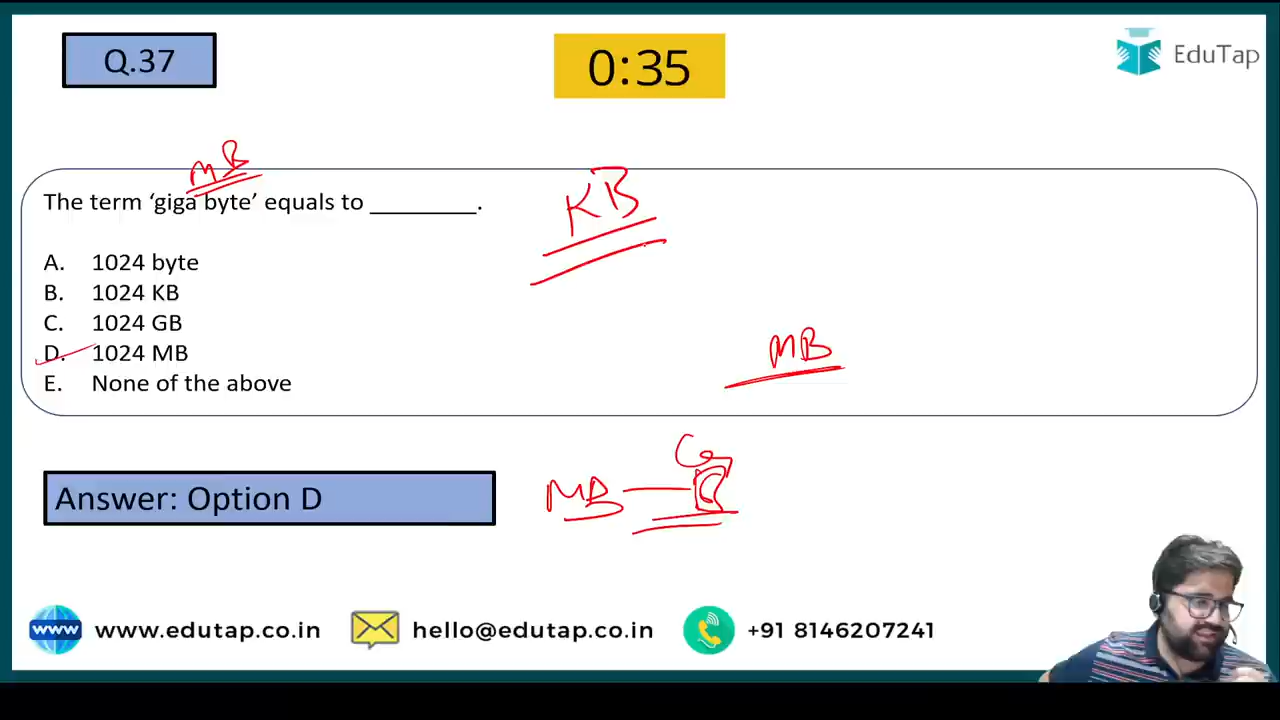 Q.37
0:35
EduTap
MB
The term ‘giga byte’ equals to ________.
KB
A. 1024 byte
B. 1024 KB
C. 1024 GB
D. 1024 MB
MB
E. None of the above
Answer: Option D
MB
www www.edutap.co.in hello@edutap.co.in +91 8146207241